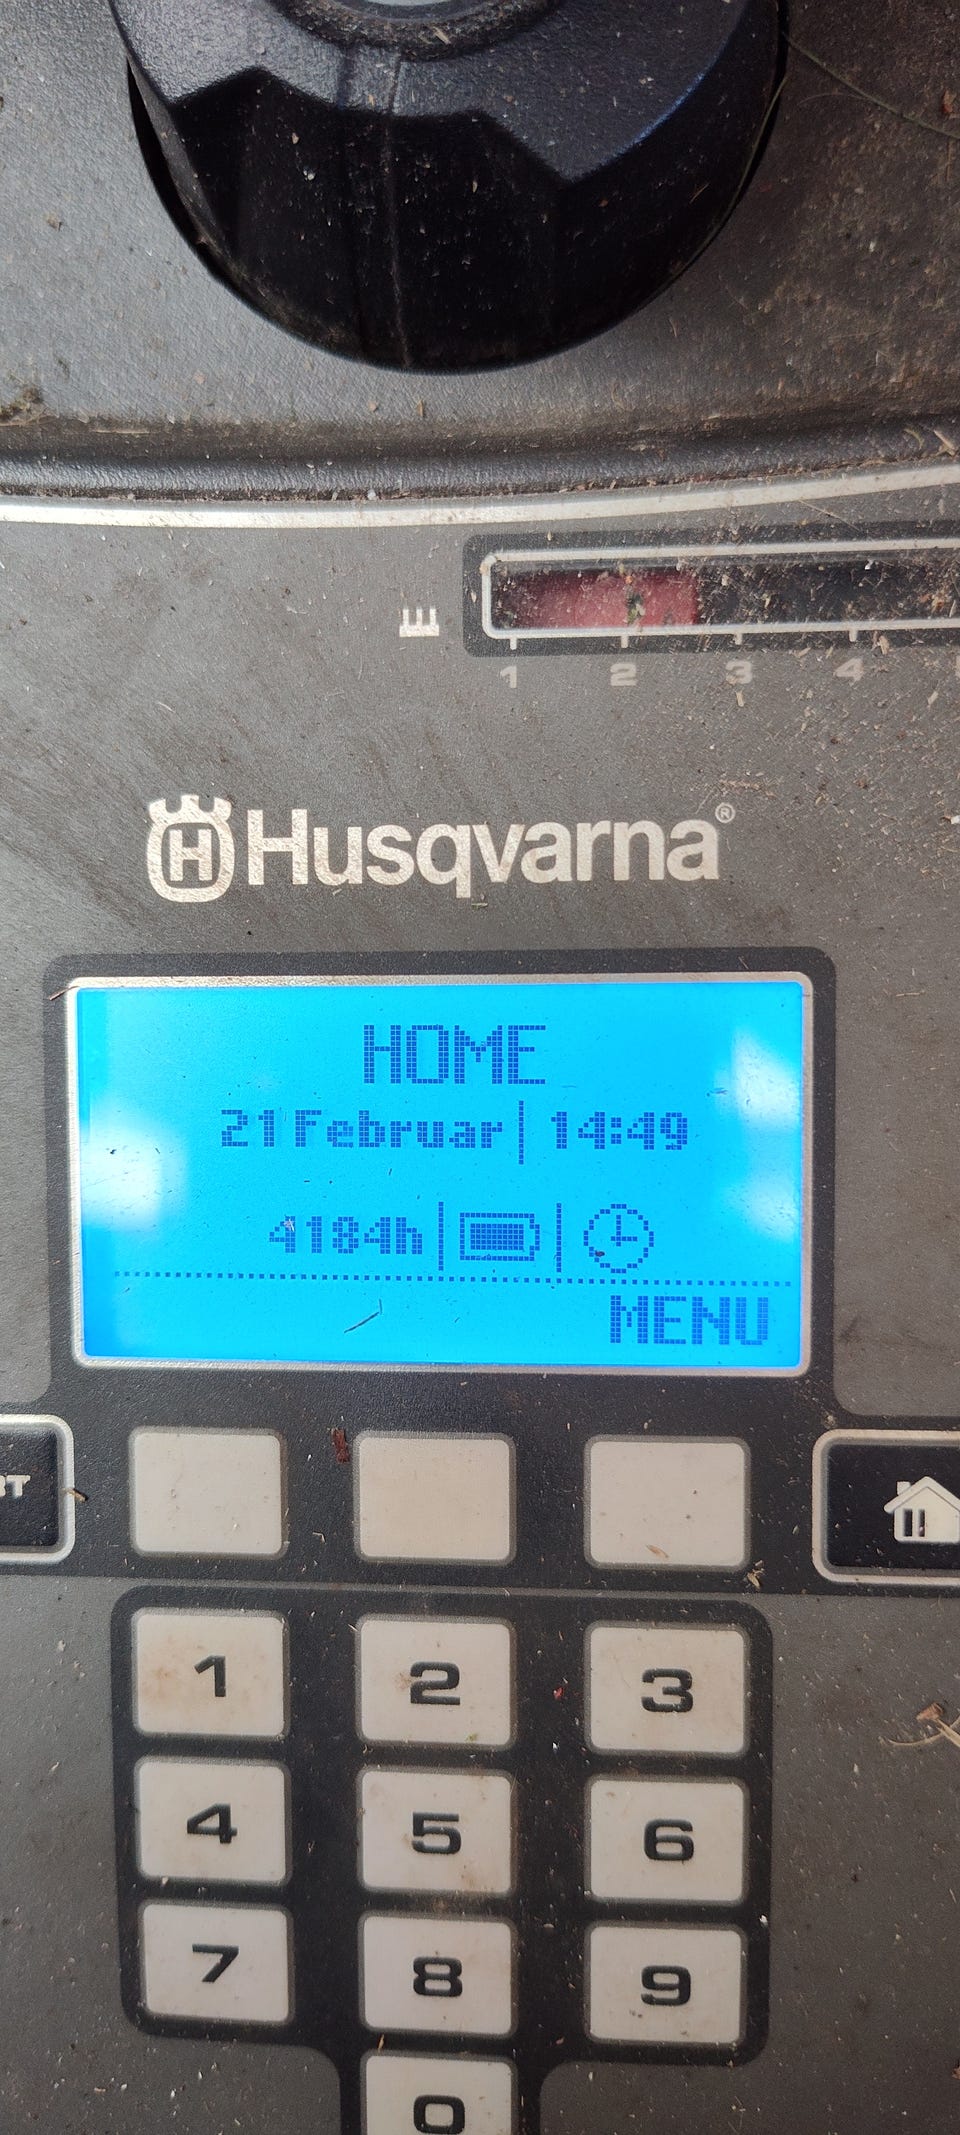 1 2 3 4
H Husqvarna®
HOME
21 Februar | 14:49
4184h
MENU
1 2 3
4 5 6
7 8 9
0